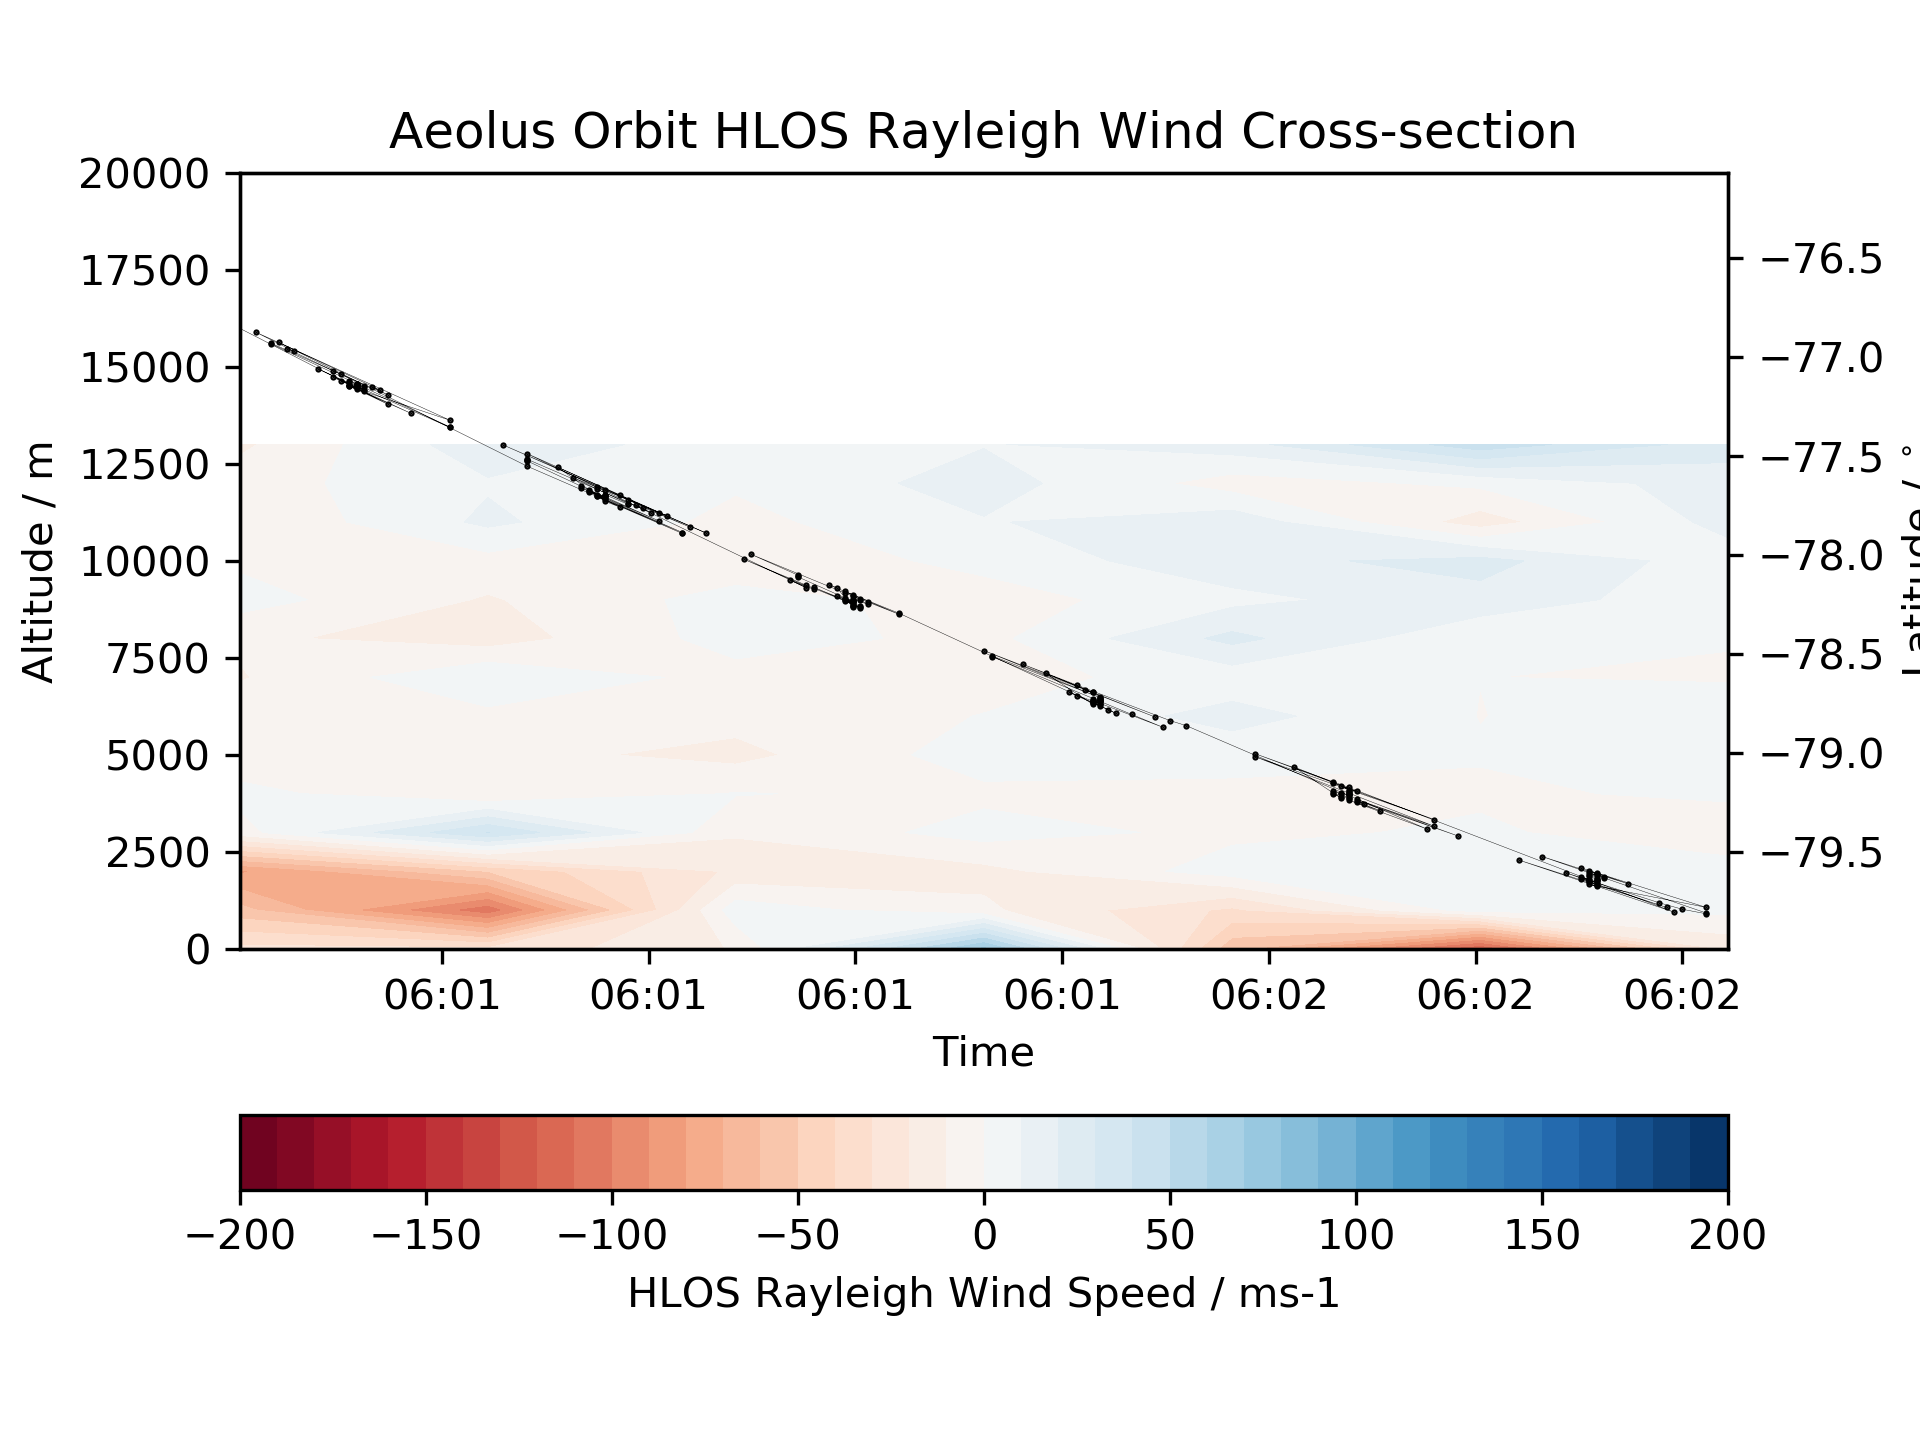 Aeolus Orbit HLOS Rayleigh Wind Cross-section
20000
17500
15000
12500
10000
7500
5000
2500
0
Altitude / m
−76.5
−77.0
−77.5
−78.0
−78.5
−79.0
−79.5
Latitude / °
06:01 06:01 06:01 06:01 06:02 06:02 06:02
Time
−200 −150 −100 −50 0 50 100 150 200
HLOS Rayleigh Wind Speed / ms-1